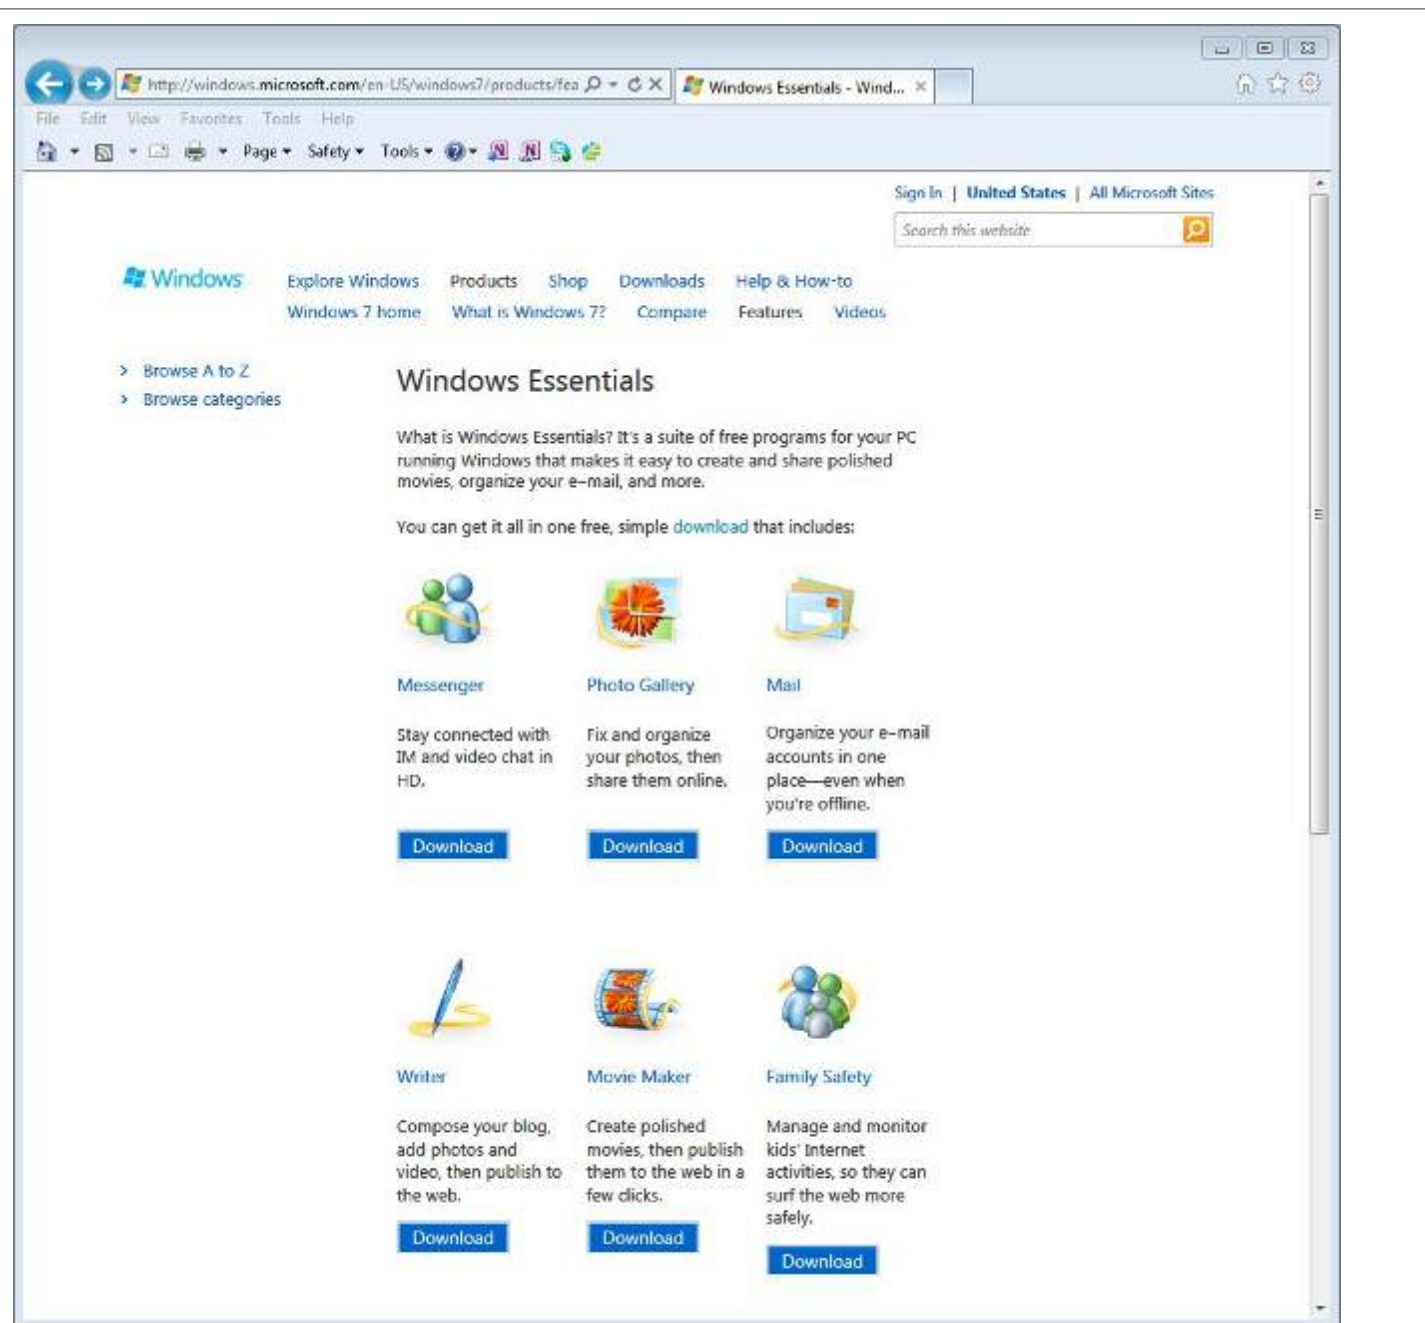 http://windows.microsoft.com/en-US/windows7/products/fea
Windows Essentials - Wind...
File Edit View Favorites Tools Help
Page Safety Tools
Sign In | United States | All Microsoft Sites
Search this website
Windows
Explore Windows Products Shop Downloads Help & How-to
Windows 7 home What is Windows 7? Compare Features Videos
> Browse A to Z
> Browse categories
Windows Essentials
What is Windows Essentials? It's a suite of free programs for your PC
running Windows that makes it easy to create and share polished
movies, organize your e-mail, and more.
You can get it all in one free, simple download that includes:
Messenger
Stay connected with
IM and video chat in
HD.
Download
Photo Gallery
Fix and organize
your photos, then
share them online.
Download
Mail
Organize your e-mail
accounts in one
place—even when
you're offline.
Download
Writer
Compose your blog,
add photos and
video, then publish to
the web.
Download
Movie Maker
Create polished
movies, then publish
them to the web in a
few clicks.
Download
Family Safety
Manage and monitor
kids' Internet
activities, so they can
surf the web more
safely.
Download